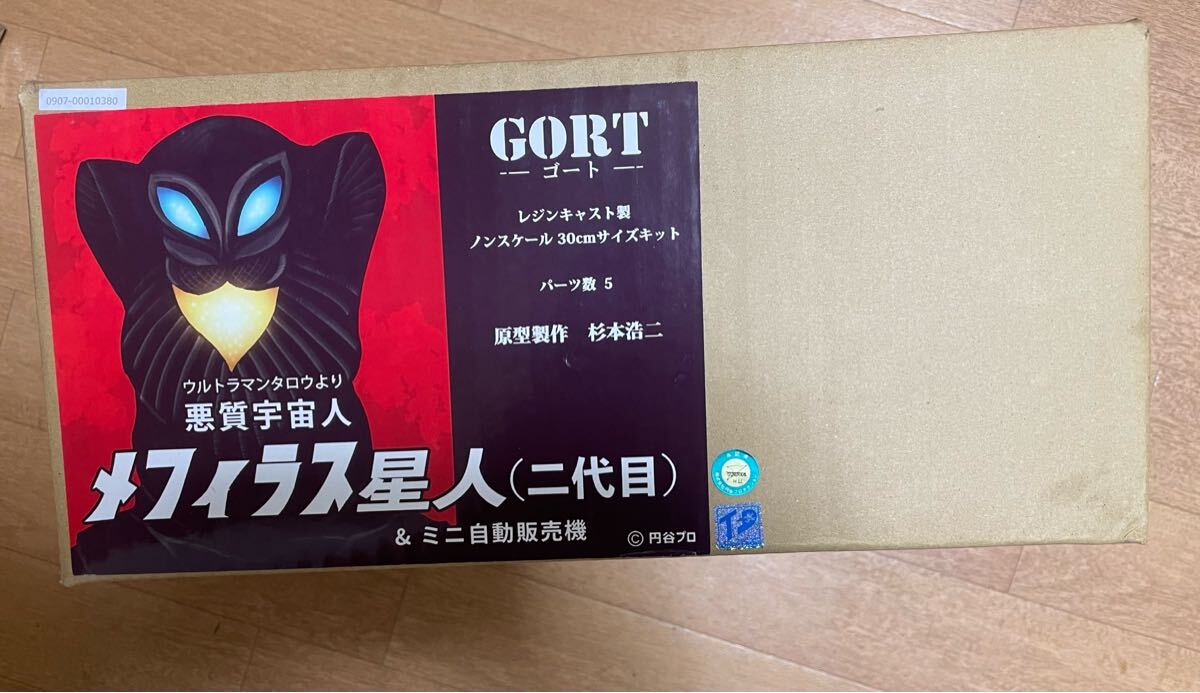 0907-00010380
GORT
ゴート
レジンキャスト製
ノンスケール 30cmサイズキット
パーツ数 5
原型製作 杉本浩二
ウルトラマンタロウより
悪質宇宙人
メフィラス星人(二代目)
& ミニ自動販売機
© 円谷プロ